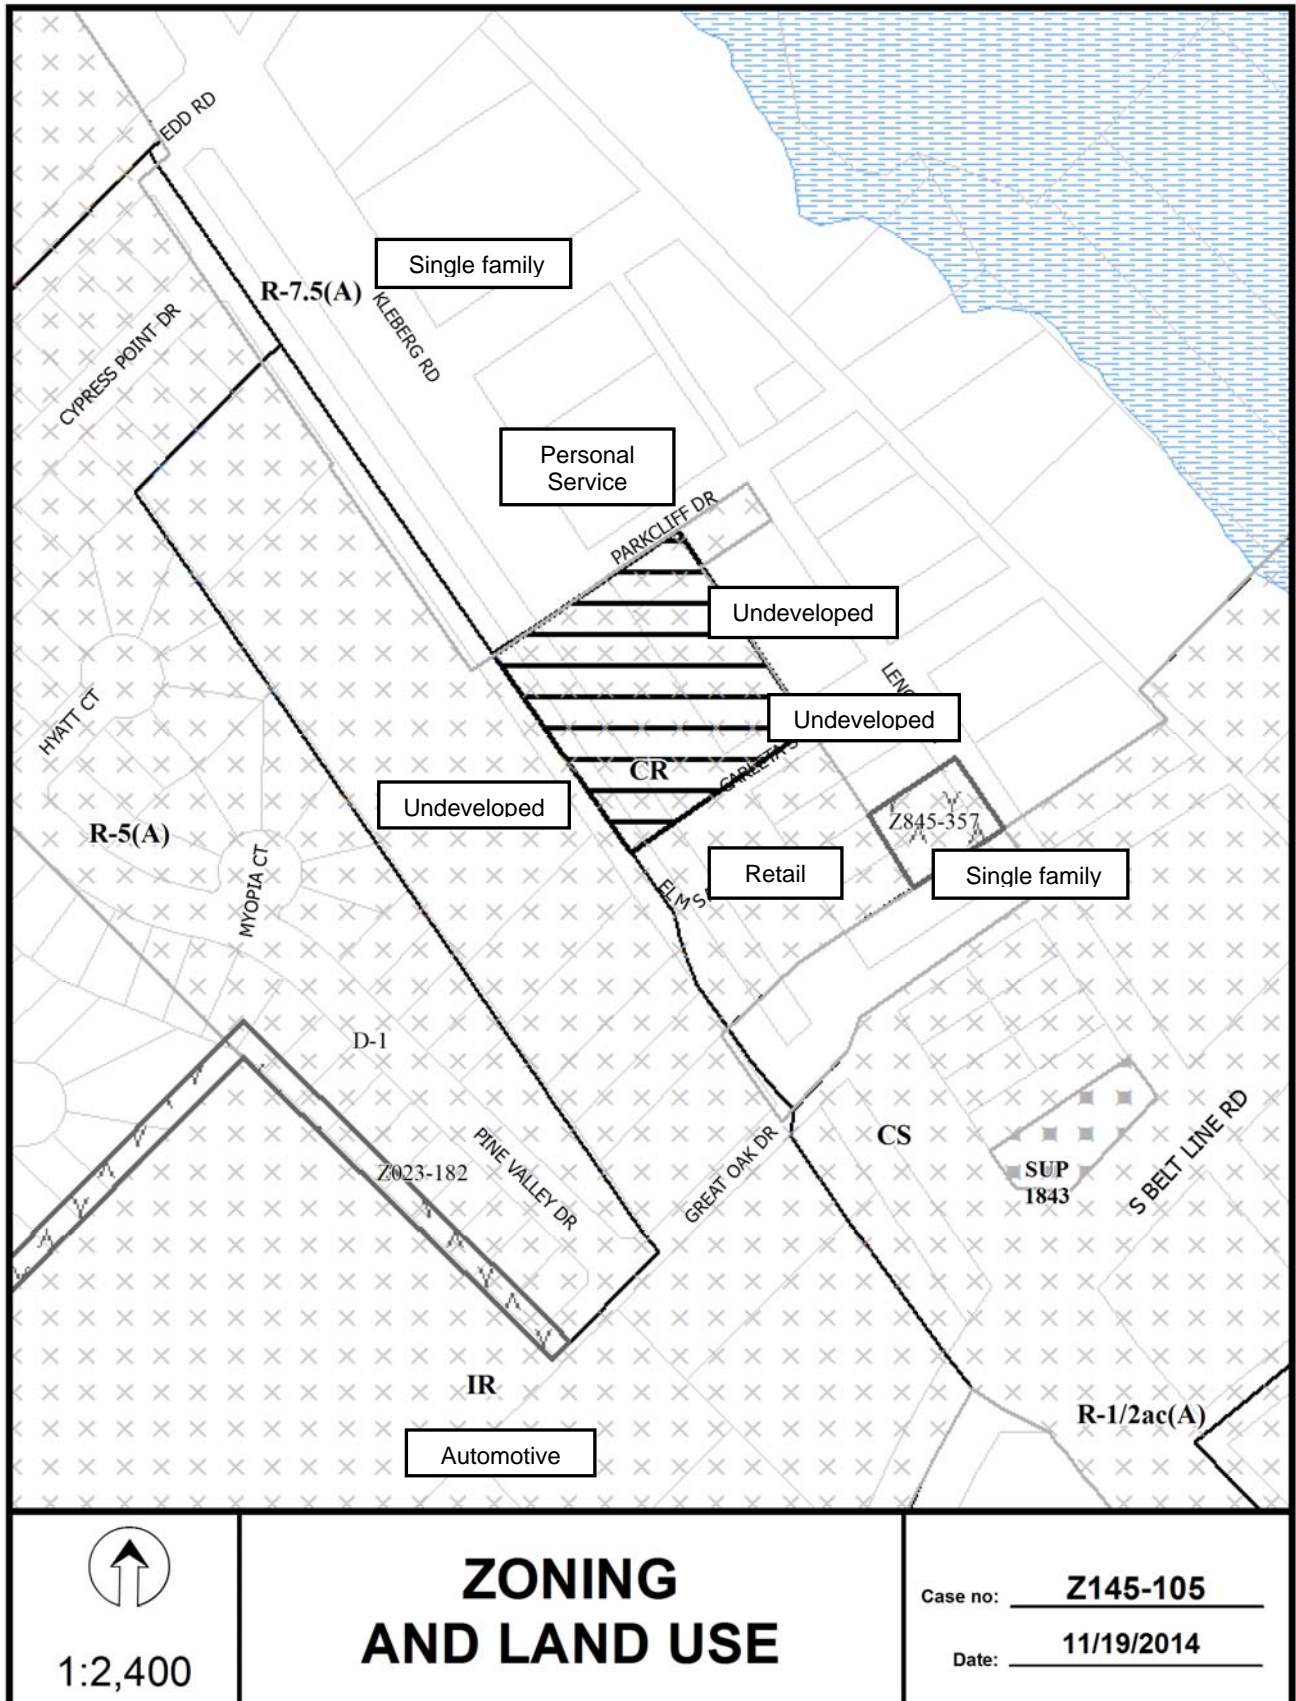 EDD RD
Single family
R-7.5(A)
KLEBERG RD
CYPRESS POINT DR
Personal
Service
PARKCLIFF DR
Undeveloped
HYATT CT
Undeveloped
CR
Undeveloped
R-5(A)
Z845-357
MYOPIA CT
Retail
Single family
ELM
D-1
PINE VALLEY DR
Z023-182
GREAT OAK DR
CS
SUP
1843
S BELT LINE RD
IR
R-1/2ac(A)
Automotive
1:2,400
ZONING
AND LAND USE
Case no: Z145-105
Date: 11/19/2014